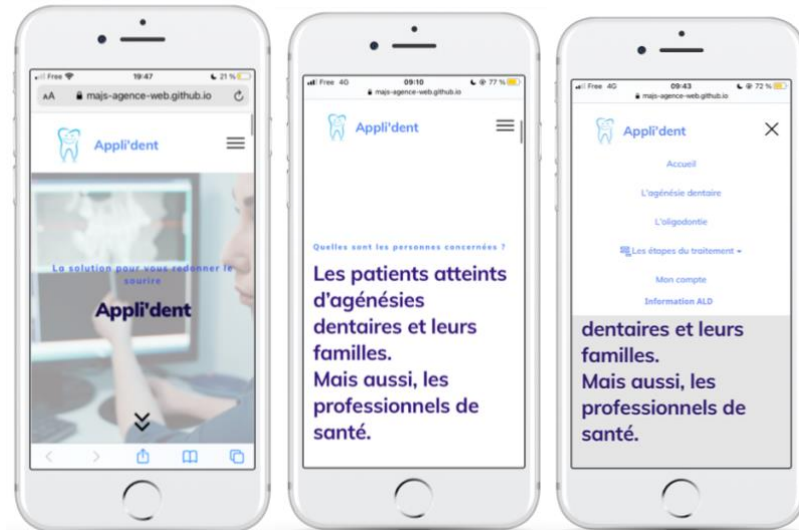 Free 19:47 21 %
AA majs-agence-web.github.io
Appli'dent
La solution pour vous redonner le
sourire
Appli'dent
Free 4G 09:10 77 %
majs-agence-web.github.io
Appli'dent
Quelles sont les personnes concernées ?
Les patients atteints
d'agénésies
dentaires et leurs
familles.
Mais aussi, les
professionnels de
santé.
Free 4G 09:43 72 %
majs-agence-web.github.io
Appli'dent
Accueil
L'agénésie dentaire
L'oligodontie
Les étapes du traitement
Mon compte
Information ALD
dentaires et leurs
familles.
Mais aussi, les
professionnels de
santé.